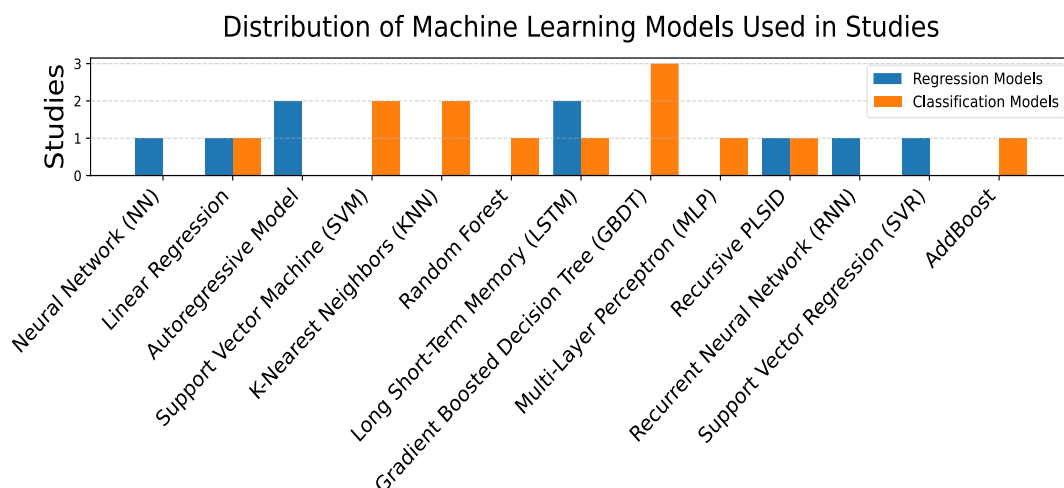 Distribution of Machine Learning Models Used in Studies
Studies
3
2
1
0
Regression Models
Classification Models
Neural Network (NN)
Linear Regression
Autoregressive Model
Support Vector Machine (SVM)
K-Nearest Neighbors (KNN)
Random Forest
Long Short-Term Memory (LSTM)
Gradient Boosted Decision Tree (GBDT)
Multi-Layer Perceptron (MLP)
Recursive PLSID
Recurrent Neural Network (RNN)
Support Vector Regression (SVR)
AddBoost